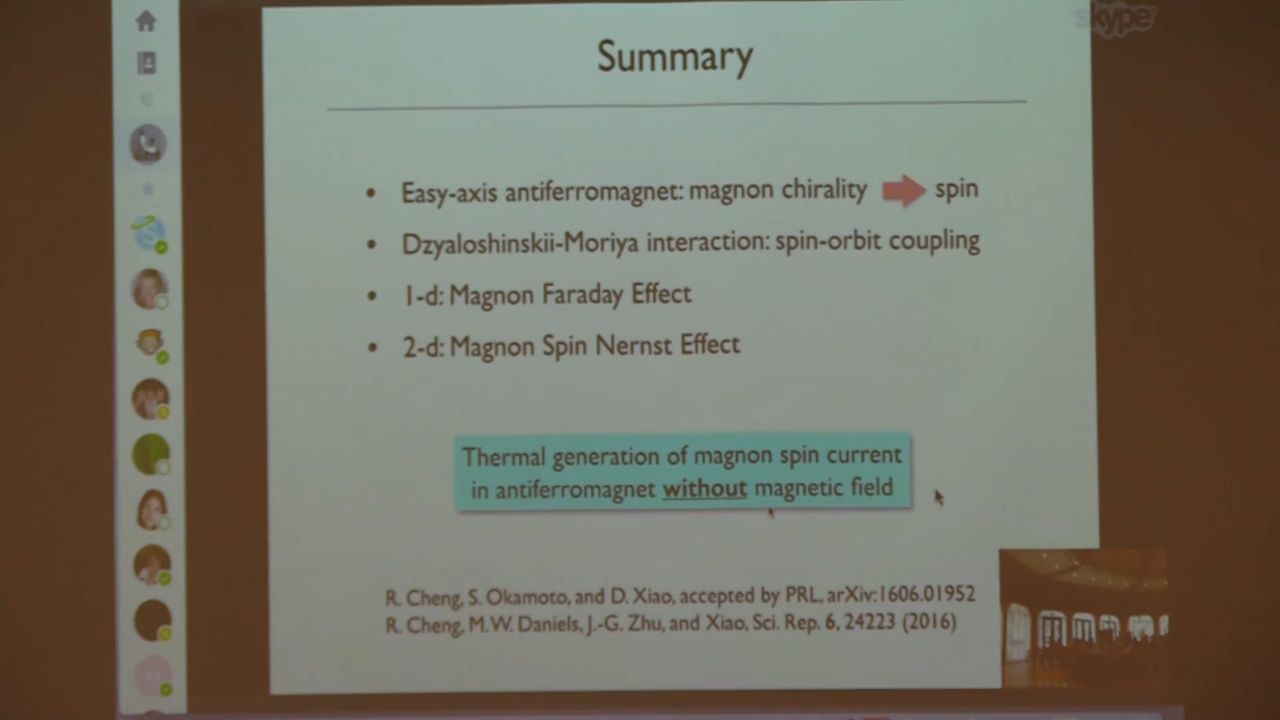 skype
Summary
• Easy-axis antiferromagnet: magnon chirality spin
• Dzyaloshinskii-Moriya interaction: spin-orbit coupling
• 1-d: Magnon Faraday Effect
• 2-d: Magnon Spin Nernst Effect
Thermal generation of magnon spin current
in antiferromagnet without magnetic field
R. Cheng, S. Okamoto, and D. Xiao, accepted by PRL, arXiv:1606.01952
R. Cheng, M.W. Daniels, J.-G. Zhu, and Xiao, Sci. Rep. 6, 24223 (2016)